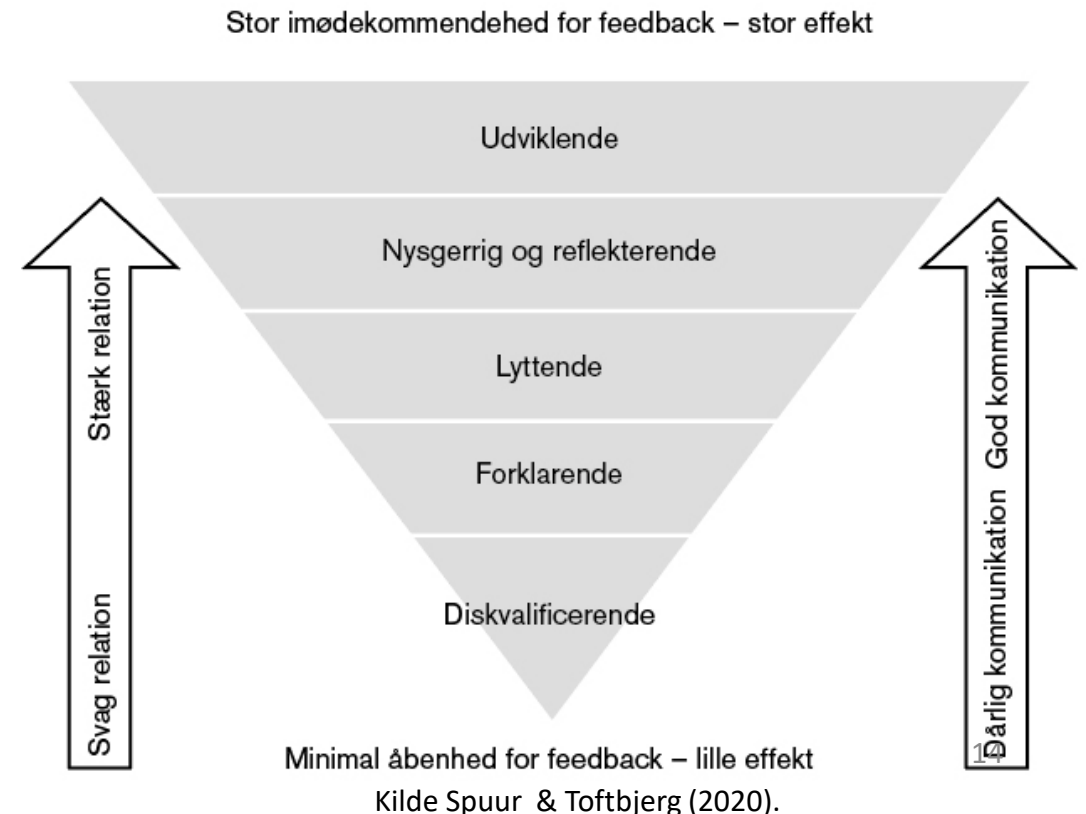 Stor imødekommendehed for feedback – stor effekt
Udviklende
Nysgerrig og reflekterende
Lyttende
Forklarende
Diskvalificerende
Svag relation Stærk relation
Dårlig kommunikation God kommunikation
14
Minimal åbenhed for feedback – lille effekt
Kilde Spuur & Toftbjerg (2020).